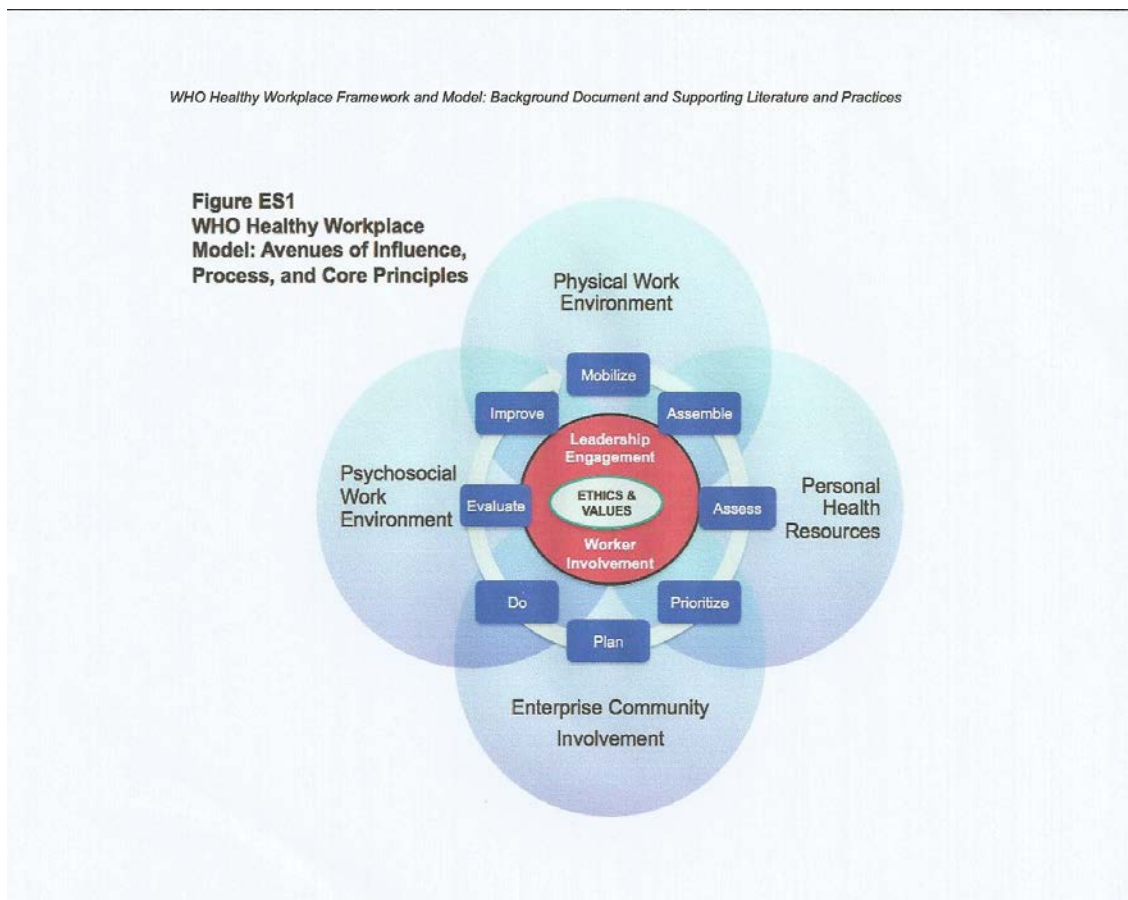 WHO Healthy Workplace Framework and Model: Background Document and Supporting Literature and Practices
Figure ES1
WHO Healthy Workplace
Model: Avenues of Influence,
Process, and Core Principles
Physical Work
Environment
Mobilize
Improve
Assemble
Leadership
Engagement
Psychosocial
Work
Environment
Evaluate
ETHICS &
VALUES
Assess
Personal
Health
Resources
Worker
Involvement
Do
Prioritize
Plan
Enterprise Community
Involvement